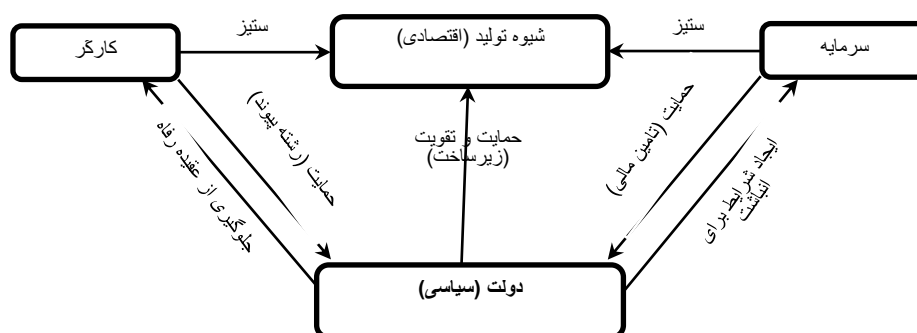 ستیز
ستیز
کارگر
شیوه تولید (اقتصادی)
سرمایه
حمایت (رشته پیوند)
جلوگیری از عقیده رفاه
حمایت و تقویت
(زیرساخت)
حمایت (تامین مالی)
ایجاد شرایط برای
انباشت
دولت (سیاسی)